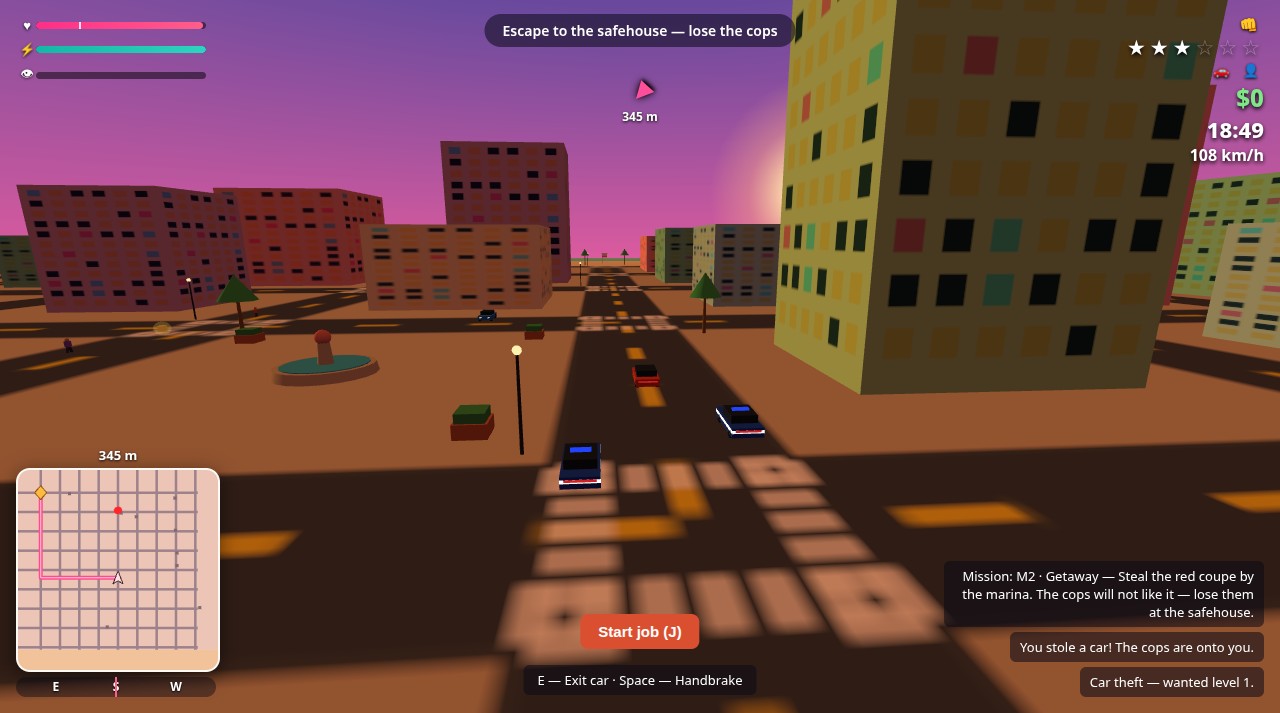 Escape to the safehouse — lose the cops
345 m
$0
18:49
108 km/h
345 m
E S W
Mission: M2 · Getaway — Steal the red coupe by
the marina. The cops will not like it — lose them
at the safehouse.
Start job (J)
You stole a car! The cops are onto you.
E — Exit car · Space — Handbrake
Car theft — wanted level 1.